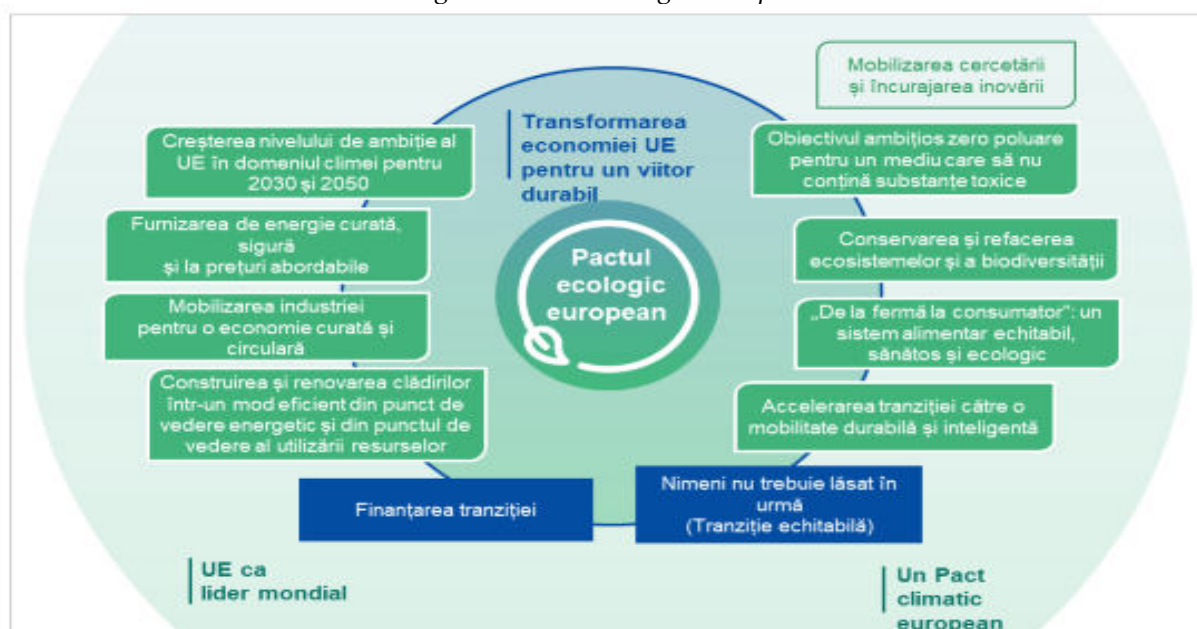 Mobilizarea cercetării
și încurajarea inovării
Transformarea
economiei UE
pentru un viitor
durabil
Creșterea nivelului de ambiție al
UE în domeniul climei pentru
2030 și 2050
Furnizarea de energie curată,
sigură
și la prețuri abordabile
Mobilizarea industriei
pentru o economie curată și
circulară
Construirea și renovarea clădirilor
într-un mod eficient din punct de
vedere energetic și din punctul de
vedere al utilizării resurselor
Pactul
ecologic
european
Obiectivul ambițios zero poluare
pentru un mediu care să nu
conțină substanțe toxice
Conservarea și refacerea
ecosistemelor și a biodiversității
„De la fermă la consumator”: un
sistem alimentar echitabil,
sănătos și ecologic
Accelerarea tranziției către o
mobilitate durabilă și inteligentă
Finanțarea tranziției
Nimeni nu trebuie lăsat în
urmă
(Tranziție echitabilă)
UE ca
lider mondial
Un Pact
climatic
european